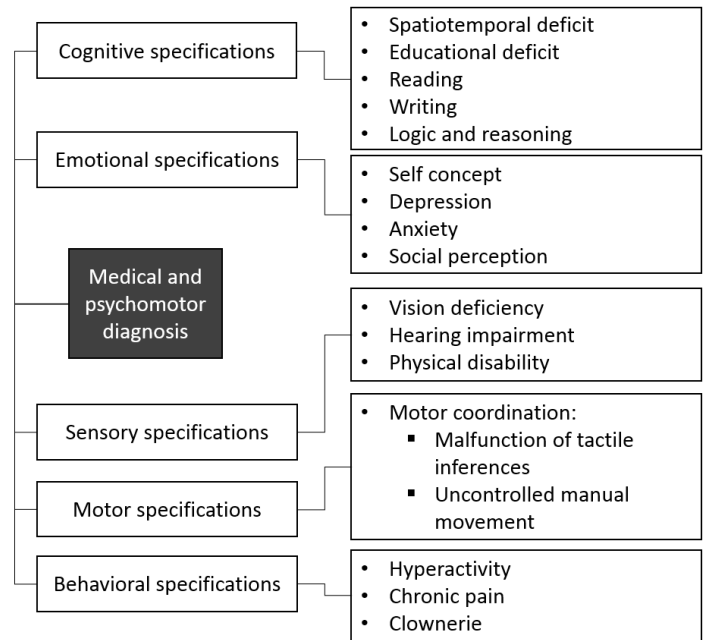 Cognitive specifications
• Spatiotemporal deficit
• Educational deficit
• Reading
• Writing
• Logic and reasoning
Emotional specifications
• Self concept
• Depression
• Anxiety
• Social perception
Medical and
psychomotor
diagnosis
• Vision deficiency
• Hearing impairment
• Physical disability
Sensory specifications
• Motor coordination:
▪ Malfunction of tactile
inferences
▪ Uncontrolled manual
movement
Motor specifications
Behavioral specifications
• Hyperactivity
• Chronic pain
• Clownerie